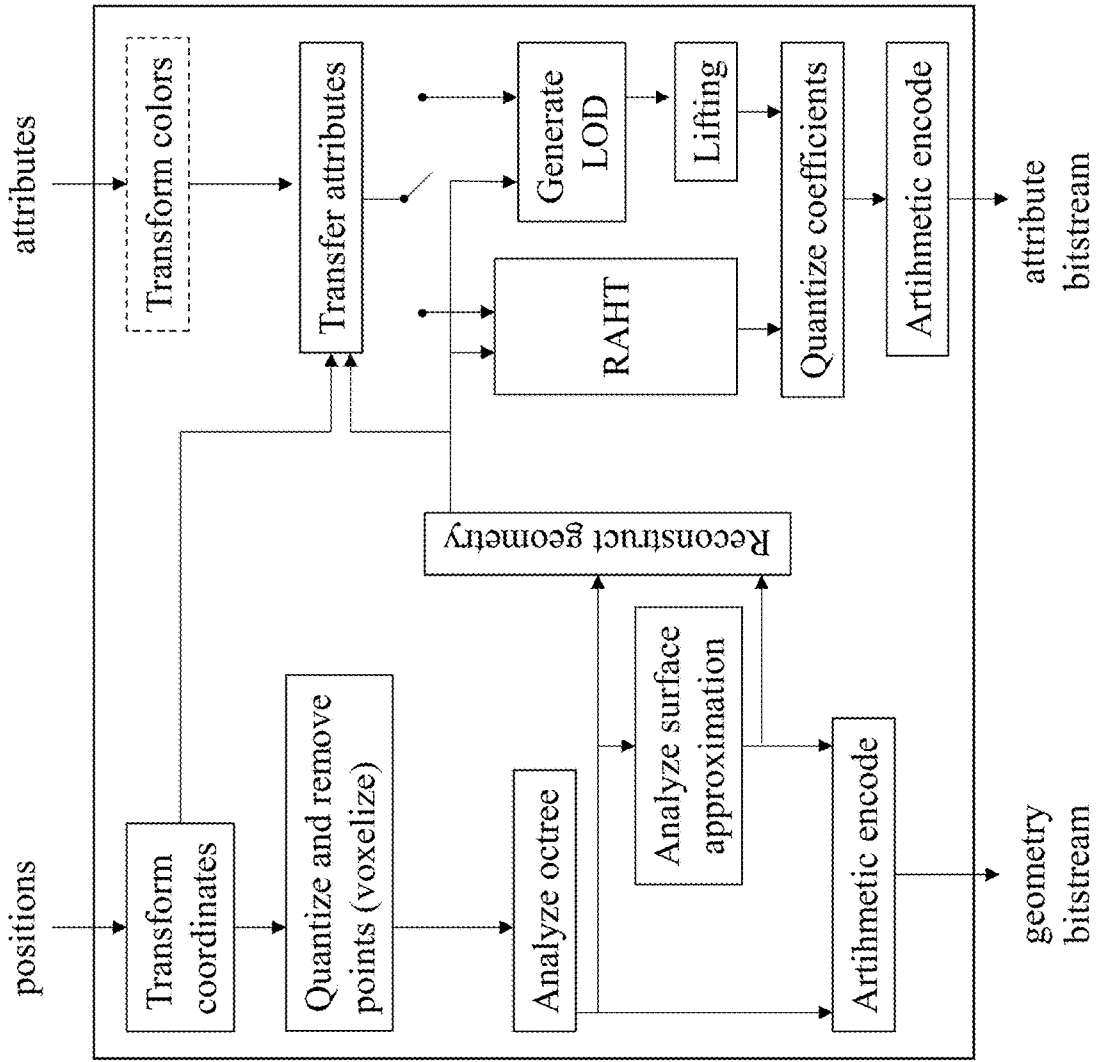 positions
attributes
Transform
coordinates
Transform colors
Quantize and remove
points (voxelize)
Transfer attributes
Analyze octree
Reconstruct geometry
Analyze surface
approximation
RAHT
Generate
LOD
Lifting
Quantize coefficients
Artihmetic encode
Artihmetic encode
geometry
bitstream
attribute
bitstream